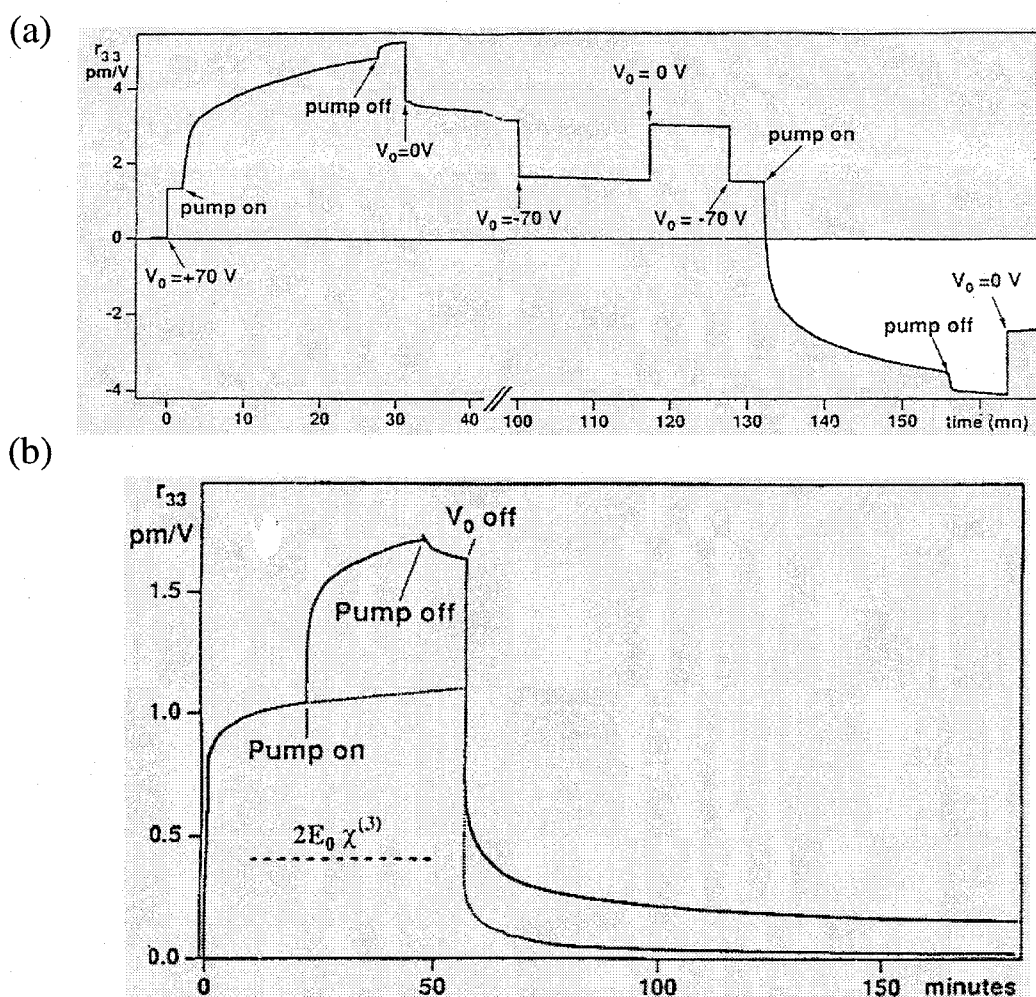 (a)
r33
pm/V
4
2
0
-2
-4
pump on
V0 =+70 V
pump off
V0=0V
V0 =-70 V
V0 = 0 V
V0 = -70 V
pump on
pump off
V0 =0 V
0 10 20 30 40 100 110 120 130 140 150 time (mn)
(b)
r33
pm/V
1.5
1.0
0.5
0.0
V0 off
Pump off
Pump on
2E0 χ(3)
0 50 100 150 minutes